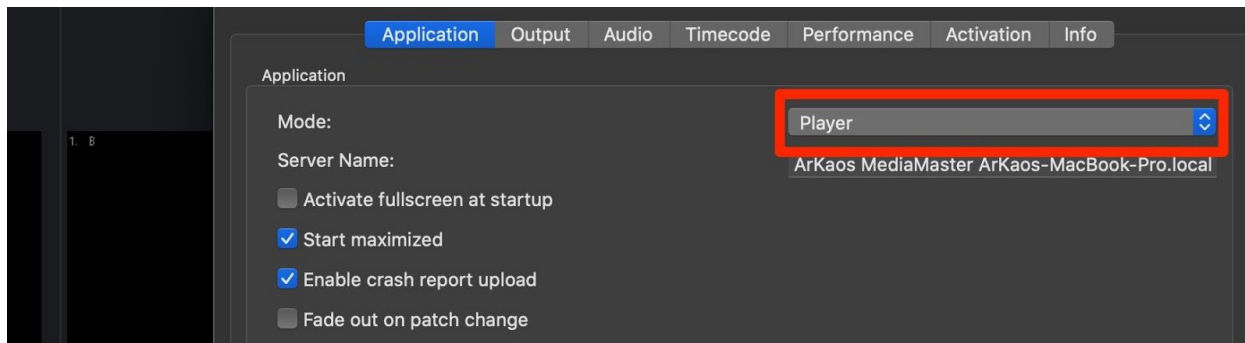 Application Output Audio Timecode Performance Activation Info
Application
Mode: Player
1. B
Server Name: ArKaos MediaMaster ArKaos-MacBook-Pro.local
Activate fullscreen at startup
Start maximized
Enable crash report upload
Fade out on patch change